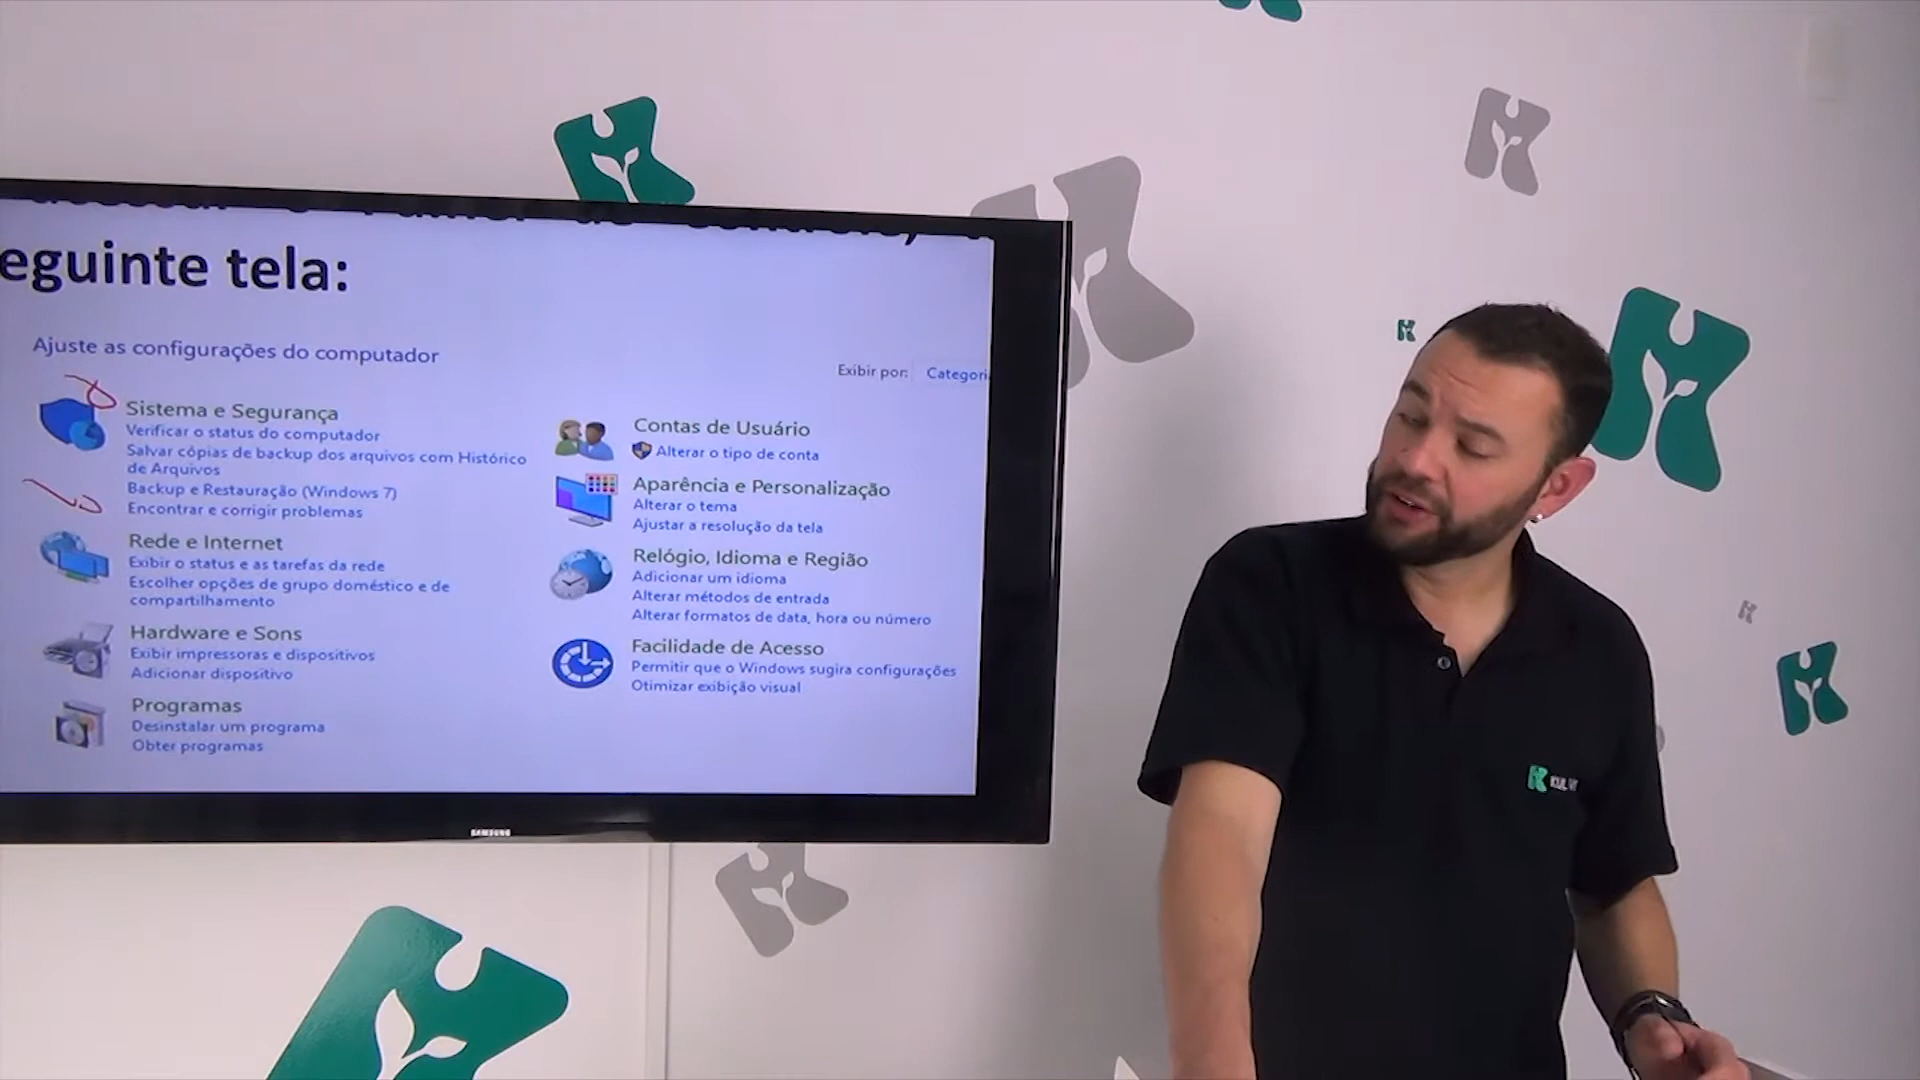 eguinte tela:
Ajuste as configurações do computador
Exibir por: Categori
Sistema e Segurança
Verificar o status do computador
Salvar cópias de backup dos arquivos com Histórico
de Arquivos
Backup e Restauração (Windows 7)
Encontrar e corrigir problemas
Rede e Internet
Exibir o status e as tarefas da rede
Escolher opções de grupo doméstico e de
compartilhamento
Hardware e Sons
Exibir impressoras e dispositivos
Adicionar dispositivo
Programas
Desinstalar um programa
Obter programas
Contas de Usuário
Alterar o tipo de conta
Aparência e Personalização
Alterar o tema
Ajustar a resolução da tela
Relógio, Idioma e Região
Adicionar um idioma
Alterar métodos de entrada
Alterar formatos de data, hora ou número
Facilidade de Acesso
Permitir que o Windows sugira configurações
Otimizar exibição visual
SAMSUNG